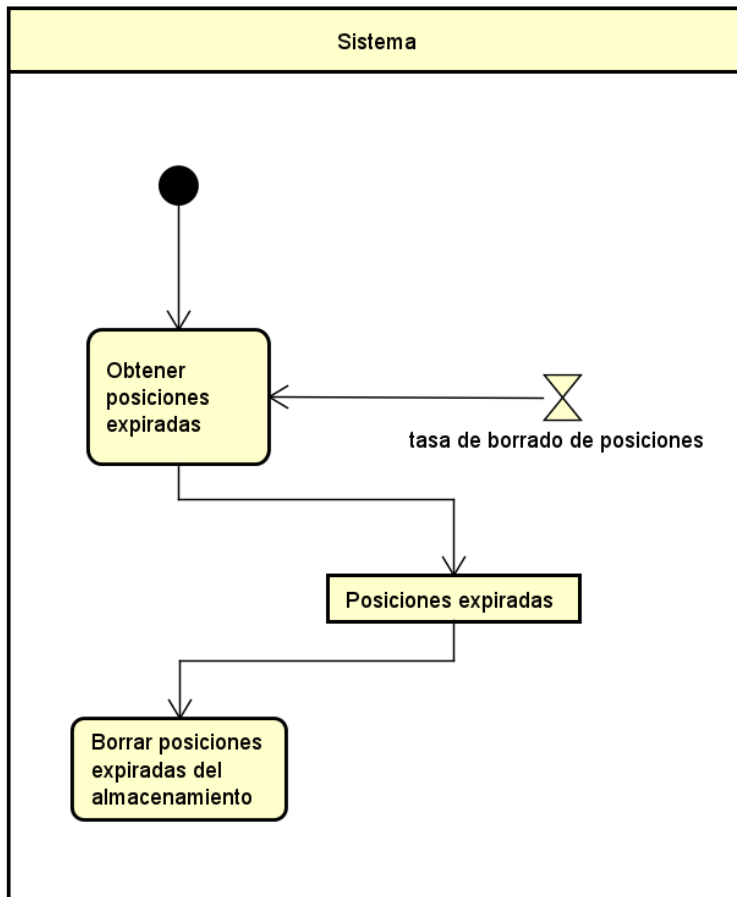 Sistema
Obtener
posiciones
expiradas
tasa de borrado de posiciones
Posiciones expiradas
Borrar posiciones
expiradas del
almacenamiento